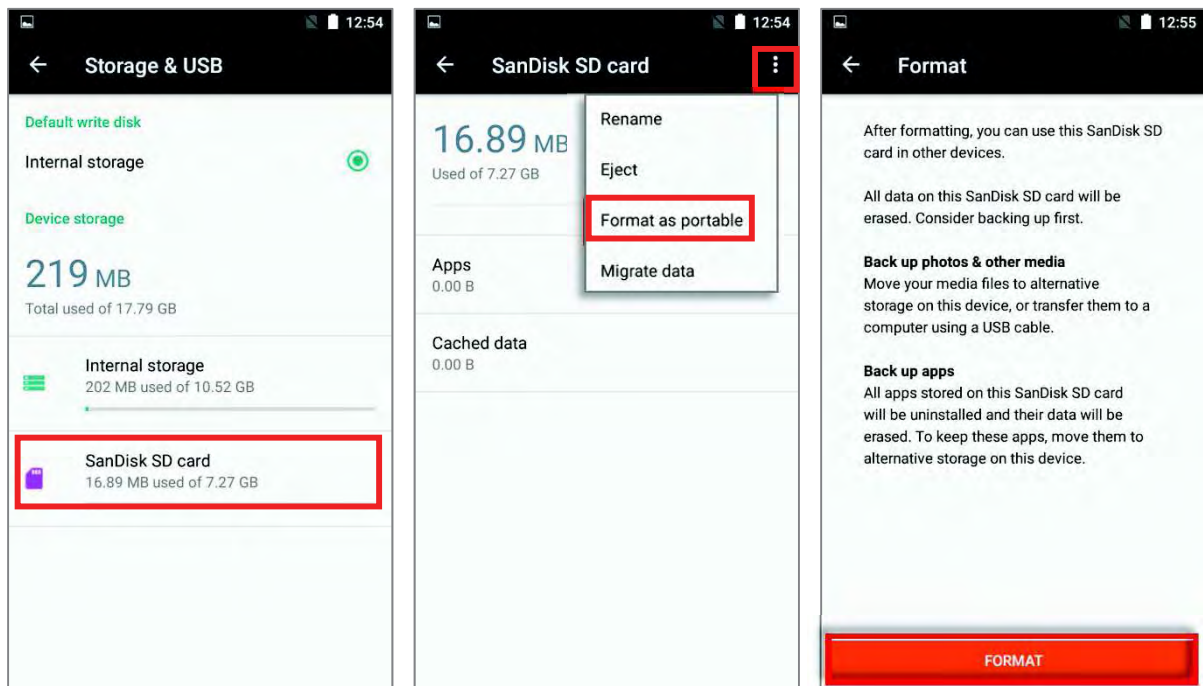 12:54
Storage & USB
Default write disk
Internal storage
Device storage
219 MB
Total used of 17.79 GB
Internal storage
202 MB used of 10.52 GB
SanDisk SD card
16.89 MB used of 7.27 GB
12:54
SanDisk SD card
16.89 MB
Used of 7.27 GB
Rename
Eject
Format as portable
Migrate data
Apps
0.00 B
Cached data
0.00 B
12:55
Format
After formatting, you can use this SanDisk SD
card in other devices.
All data on this SanDisk SD card will be
erased. Consider backing up first.
Back up photos & other media
Move your media files to alternative
storage on this device, or transfer them to a
computer using a USB cable.
Back up apps
All apps stored on this SanDisk SD card
will be uninstalled and their data will be
erased. To keep these apps, move them to
alternative storage on this device.
FORMAT